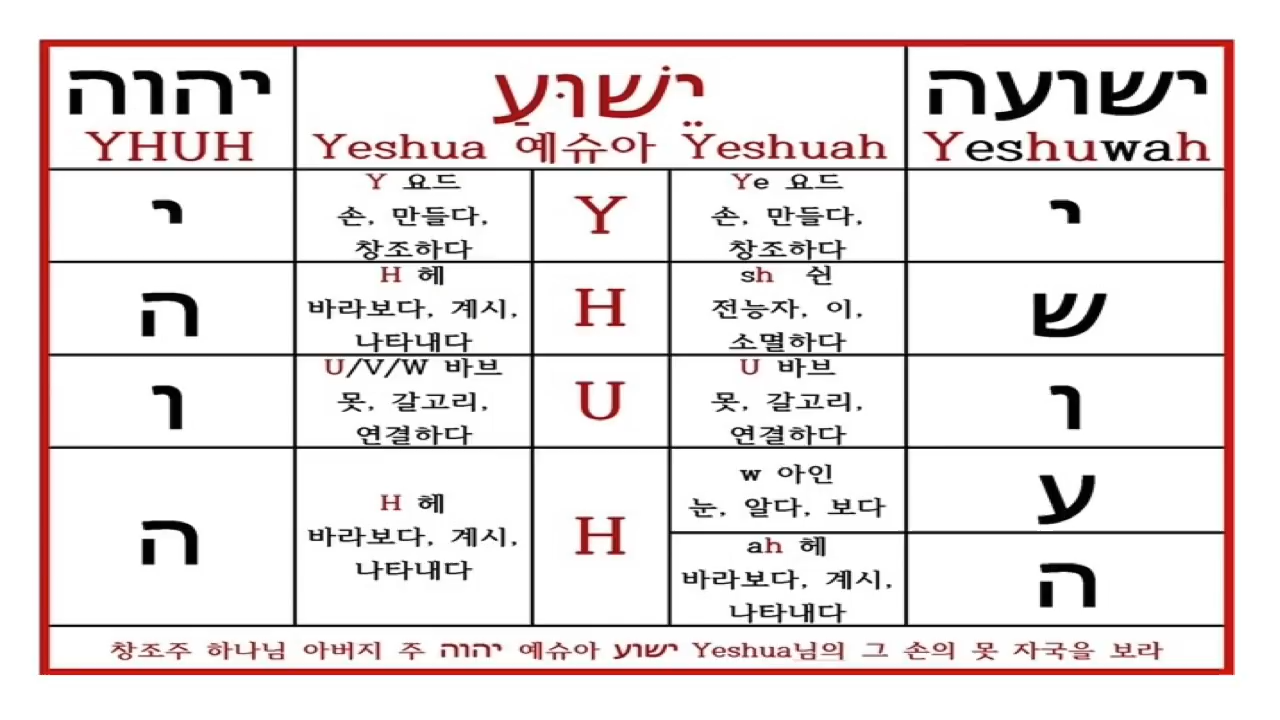 יהוה
YHUH
יֵשׁוּעַ
Yeshua 예슈아 Yeshuah
ישועה
Yeshuwah
י
Y 요드
손, 만들다,
창조하다
Y
Ye 요드
손, 만들다,
창조하다
י
ה
H 헤
바라보다, 계시,
나타내다
H
sh 쉰
전능자, 이,
소멸하다
ש
ו
U/V/W 바브
못, 갈고리,
연결하다
U
U 바브
못, 갈고리,
연결하다
ו
ה
H 헤
바라보다, 계시,
나타내다
H
w 아인
눈, 알다, 보다
ע
ah 헤
바라보다, 계시,
나타내다
ה
창조주 하나님 아버지 주 יהוה 예슈아 ישוע Yeshua님의 그 손의 못 자국을 보라